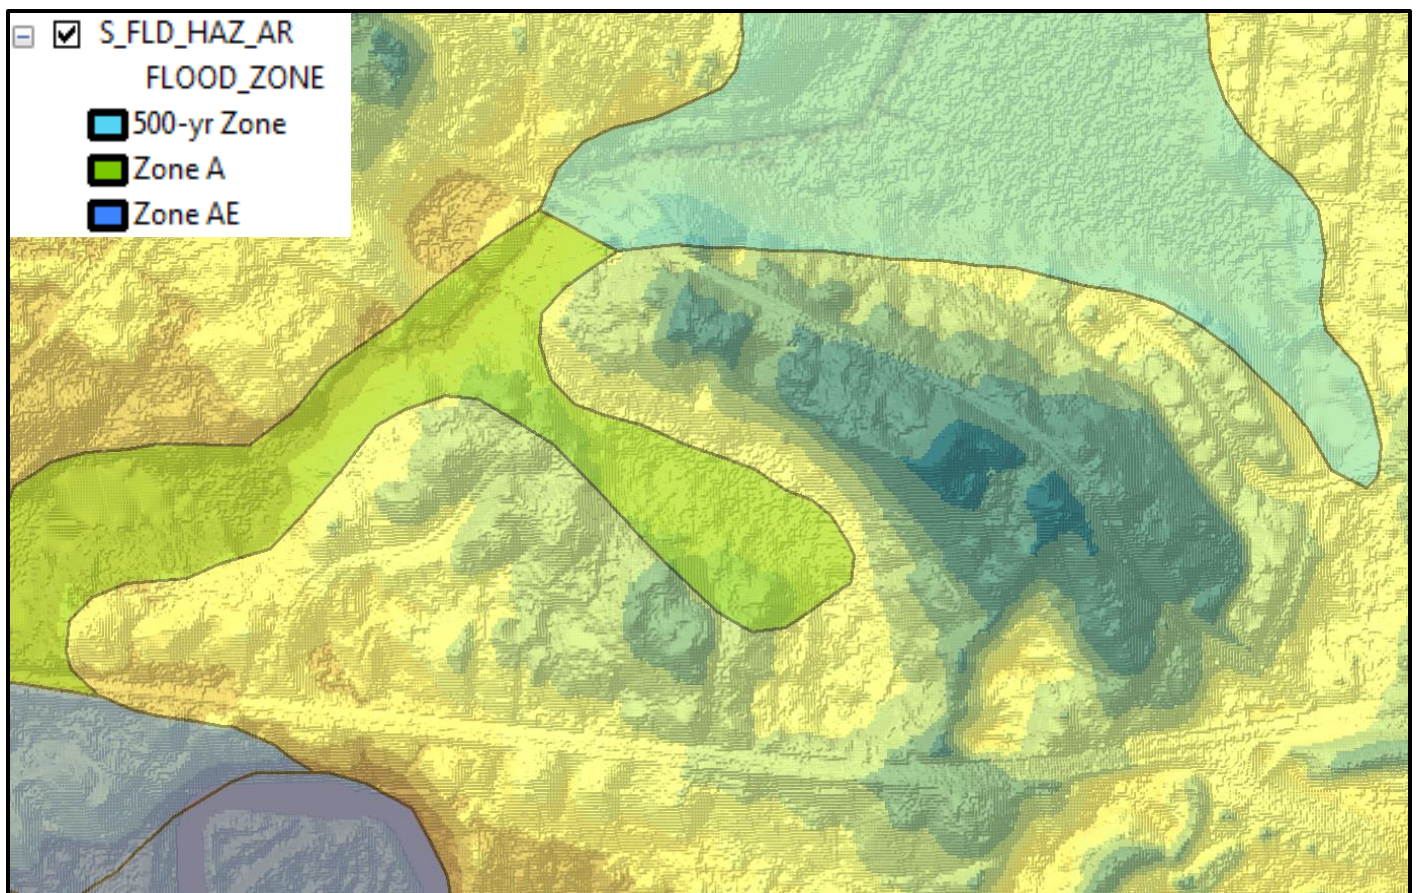 S_FLD_HAZ_AR
FLOOD_ZONE
500-yr Zone
Zone A
Zone AE